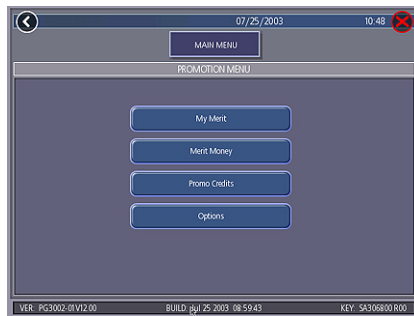 07/25/2003 10:48
MAIN MENU
PROMOTION MENU
My Merit
Merit Money
Promo Credits
Options
VER: PG3002-01V12.00 BUILD: Jul 25 2003 08:59:43 KEY: SA306800 R00